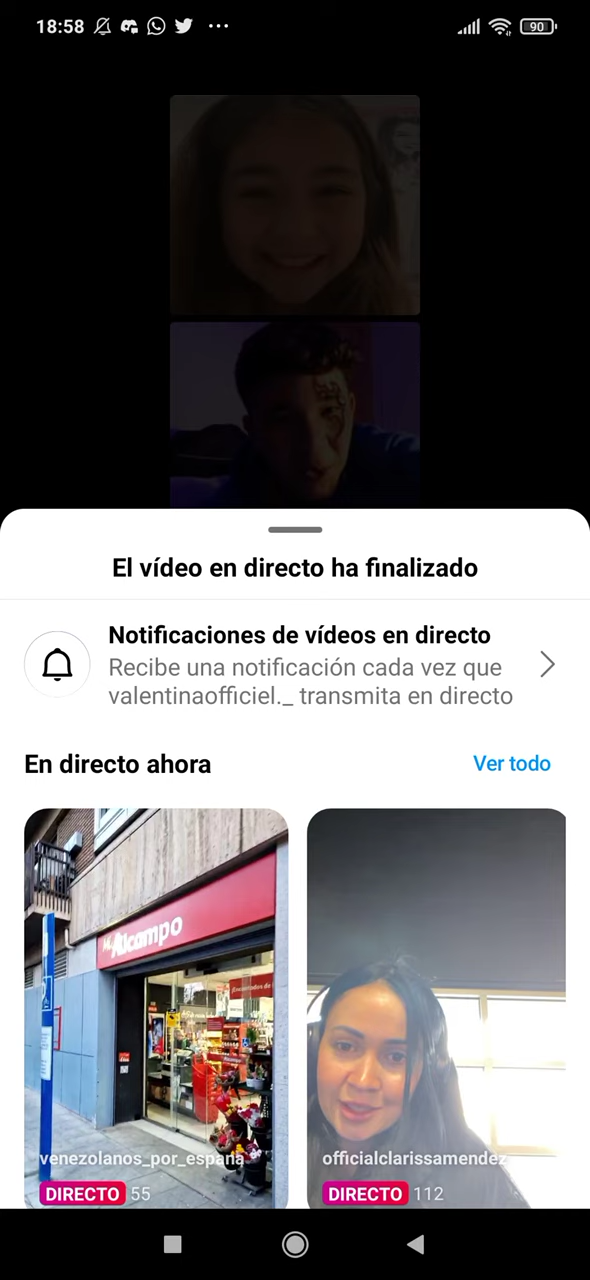 18:58
90
El vídeo en directo ha finalizado
Notificaciones de vídeos en directo
Recibe una notificación cada vez que
valentinaofficiel._ transmita en directo
En directo ahora
Ver todo
Mi Alcampo
venezolanos_por_españa
DIRECTO 55
officialclarissamendez
DIRECTO 112